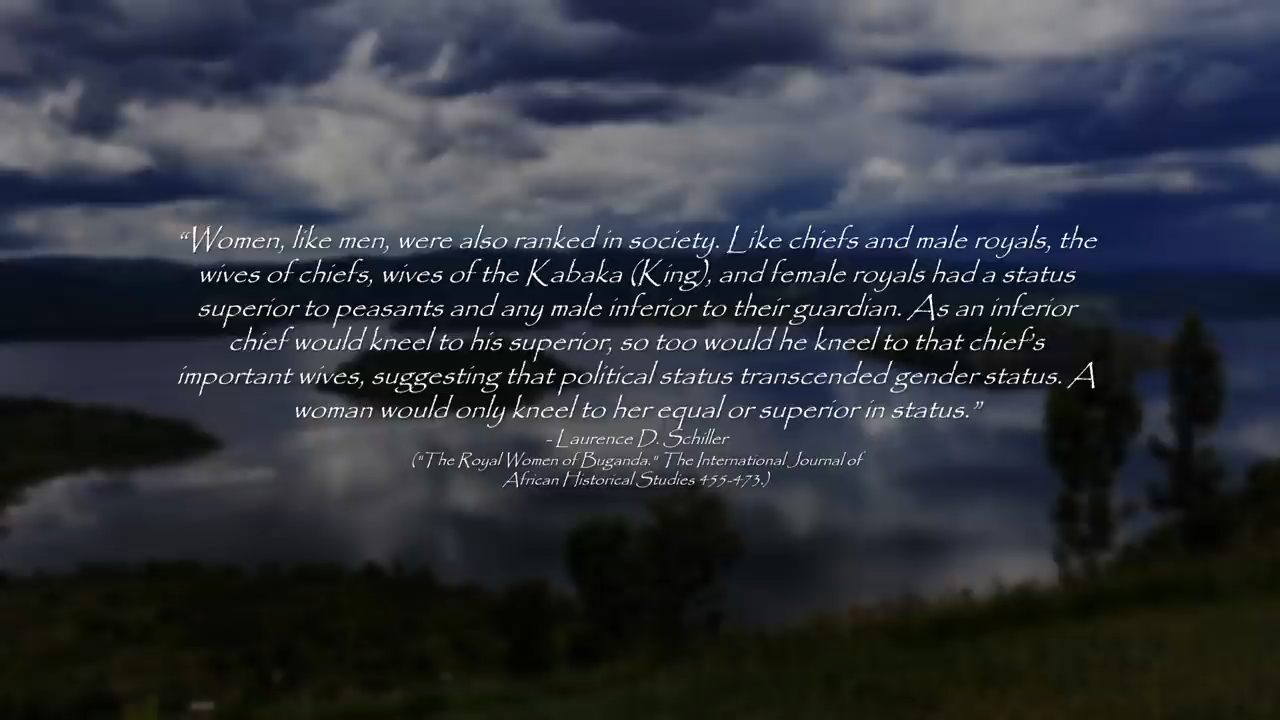 “Women, like men, were also ranked in society. Like chiefs and male royals, the
wives of chiefs, wives of the Kabaka (King), and female royals had a status
superior to peasants and any male inferior to their guardian. As an inferior
chief would kneel to his superior, so too would he kneel to that chief's
important wives, suggesting that political status transcended gender status. A
woman would only kneel to her equal or superior in status.”
- Laurence D. Schiller
("The Royal Women of Buganda." The International Journal of
African Historical Studies 455-473.)